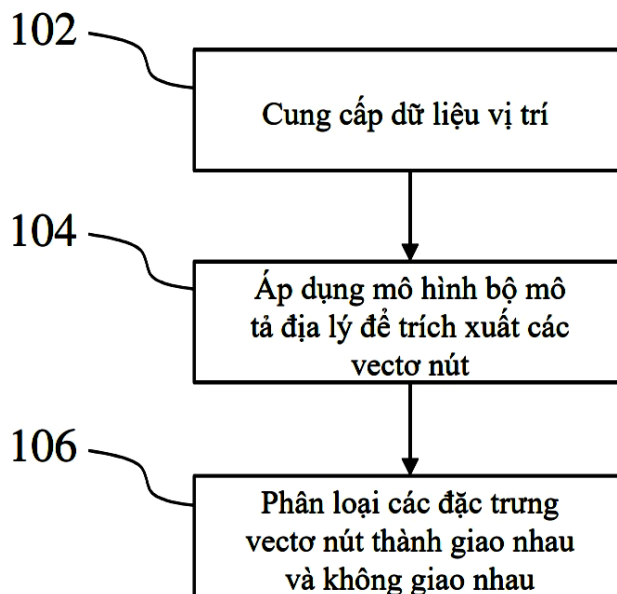 102
Cung cấp dữ liệu vị trí
104
Áp dụng mô hình bộ mô
tả địa lý để trích xuất các
vectơ nút
106
Phân loại các đặc trưng
vectơ nút thành giao nhau
và không giao nhau